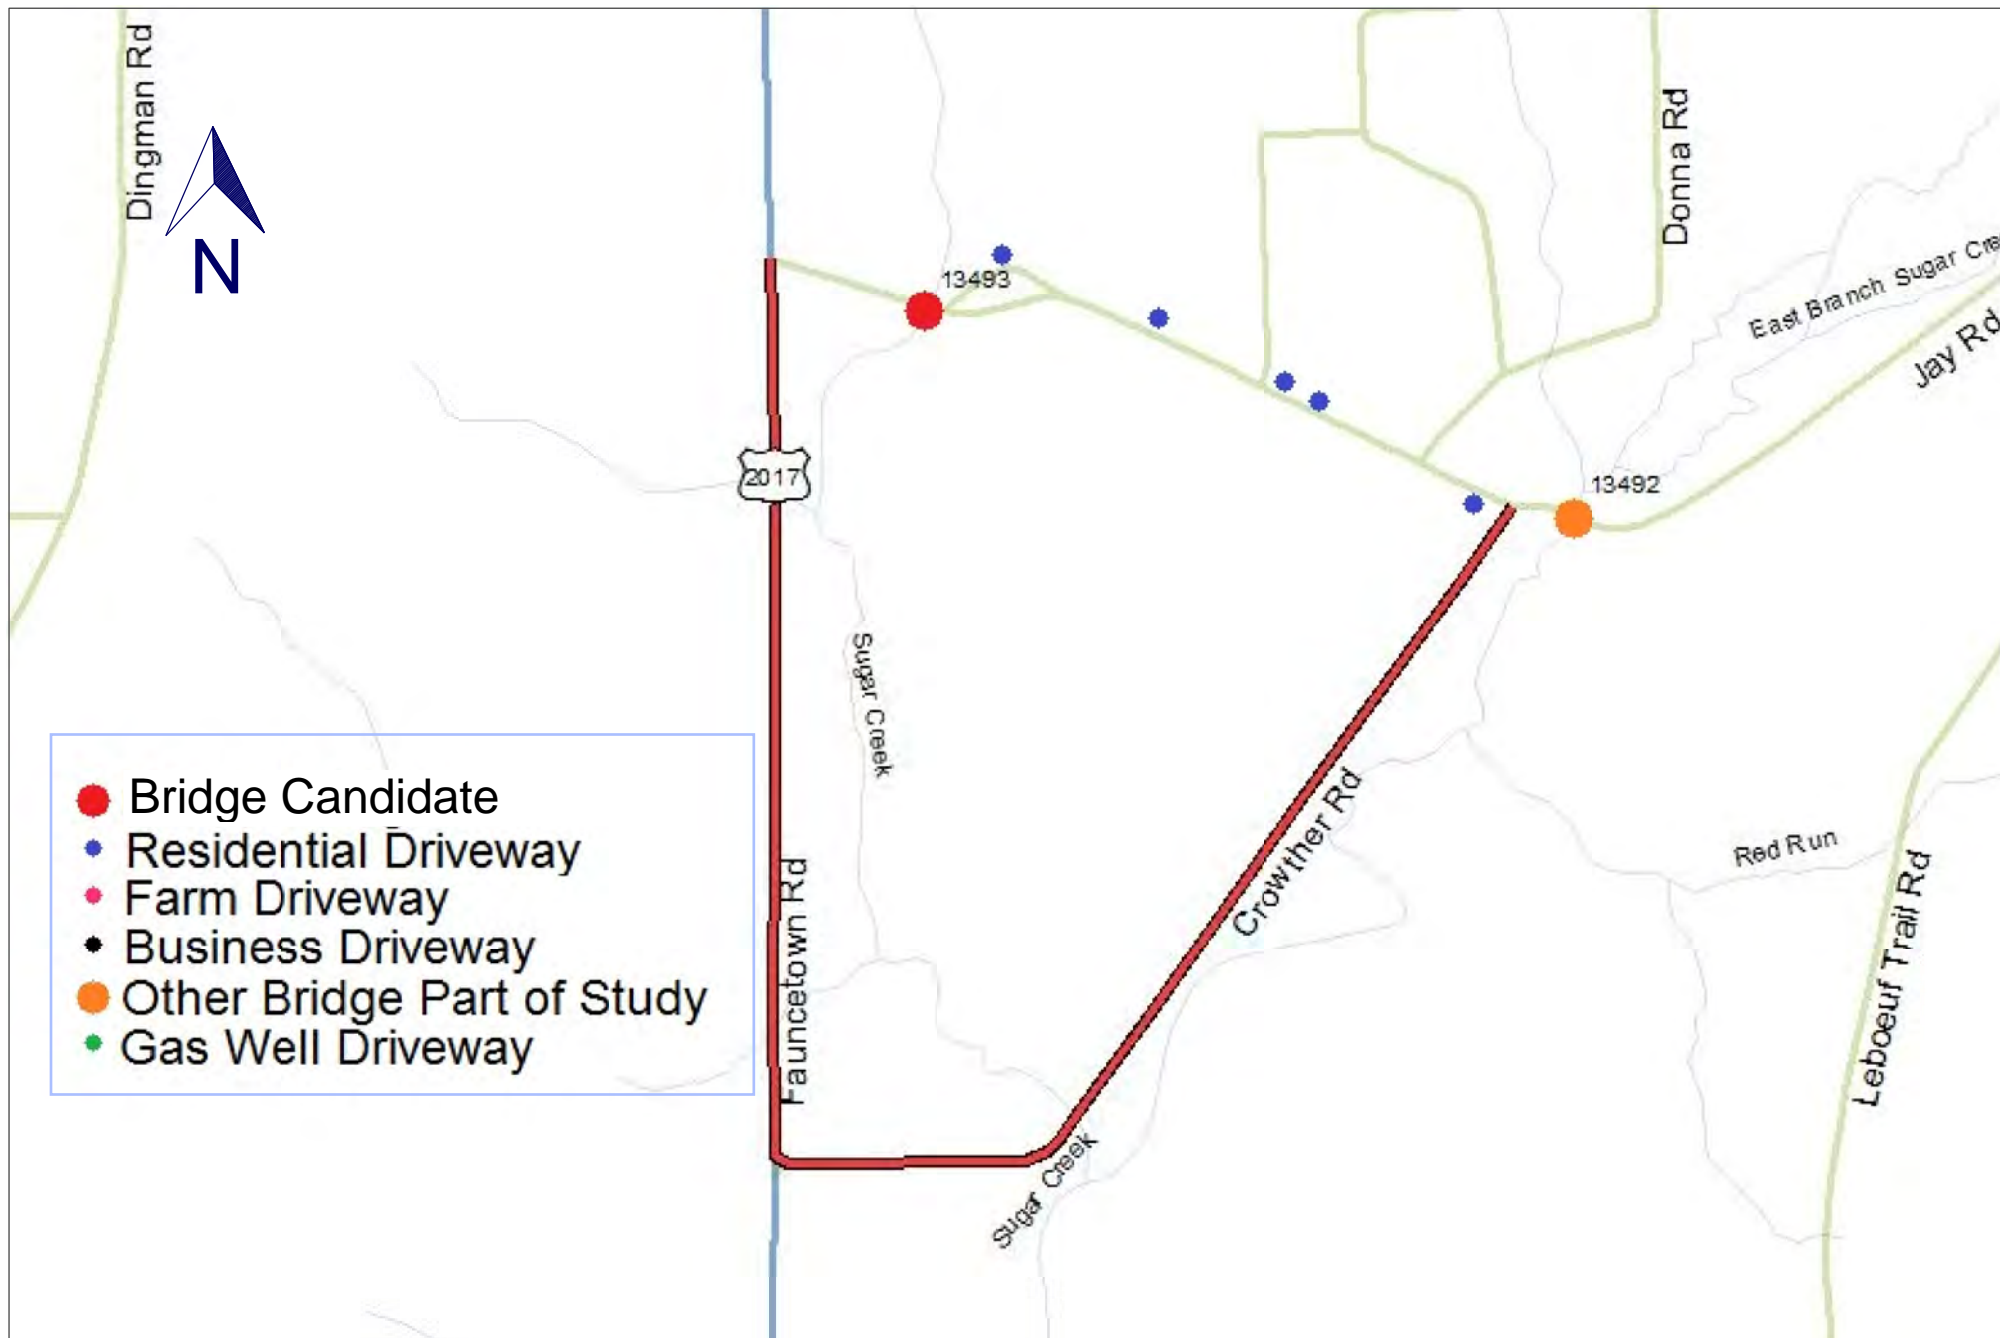 Dingman Rd
N
13493
Donna Rd
East Branch Sugar Cre
Jay Rd
2017
13492
Sugar Creek
Bridge Candidate
Residential Driveway
Farm Driveway
Business Driveway
Other Bridge Part of Study
Gas Well Driveway
Fauncetown Rd
Crowther Rd
Red Run
Leboeuf Trail Rd
Sugar Creek